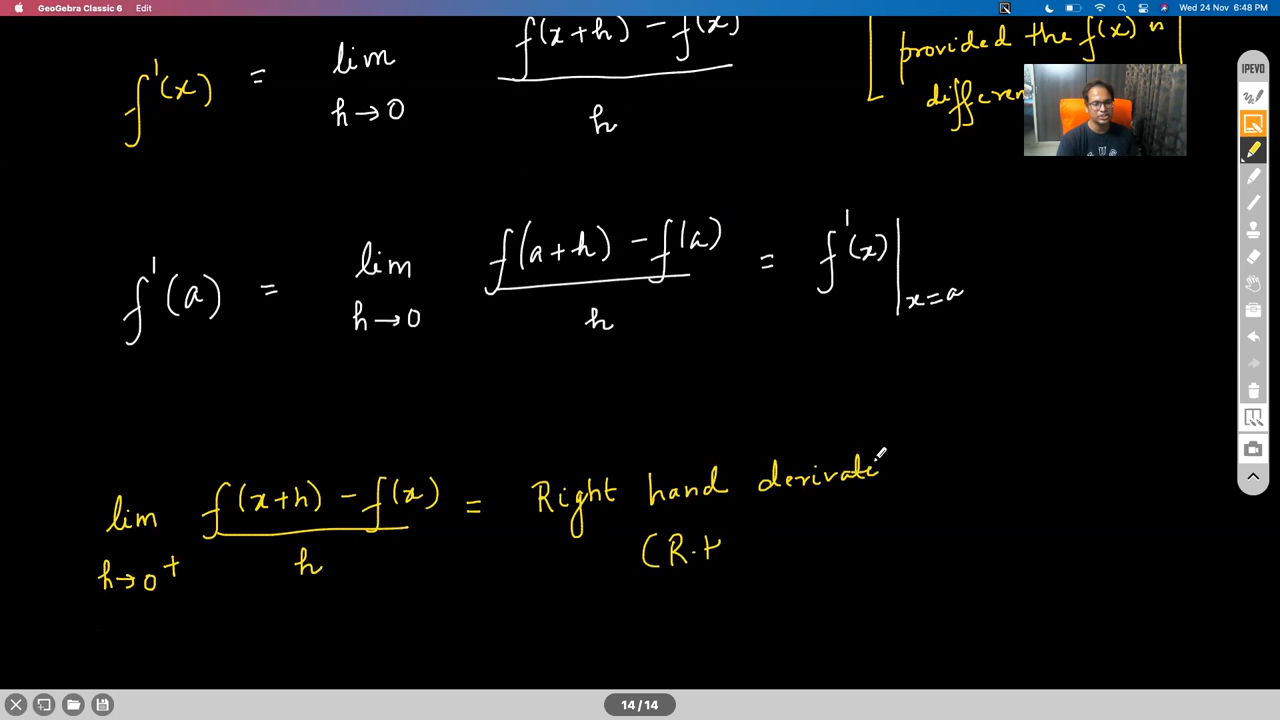 GeoGebra Classic 6 Edit Wed 24 Nov 6:48 PM
f'(x) = lim h→0 f(x+h) − f(x) / h
provided the f(x) is
differen
IPEVO
f'(a) = lim h→0 f(a+h) − f(a) / h = f'(x) | x=a
lim h→0+ f(x+h) − f(x) / h = Right hand derivati
(R.H
14 / 14